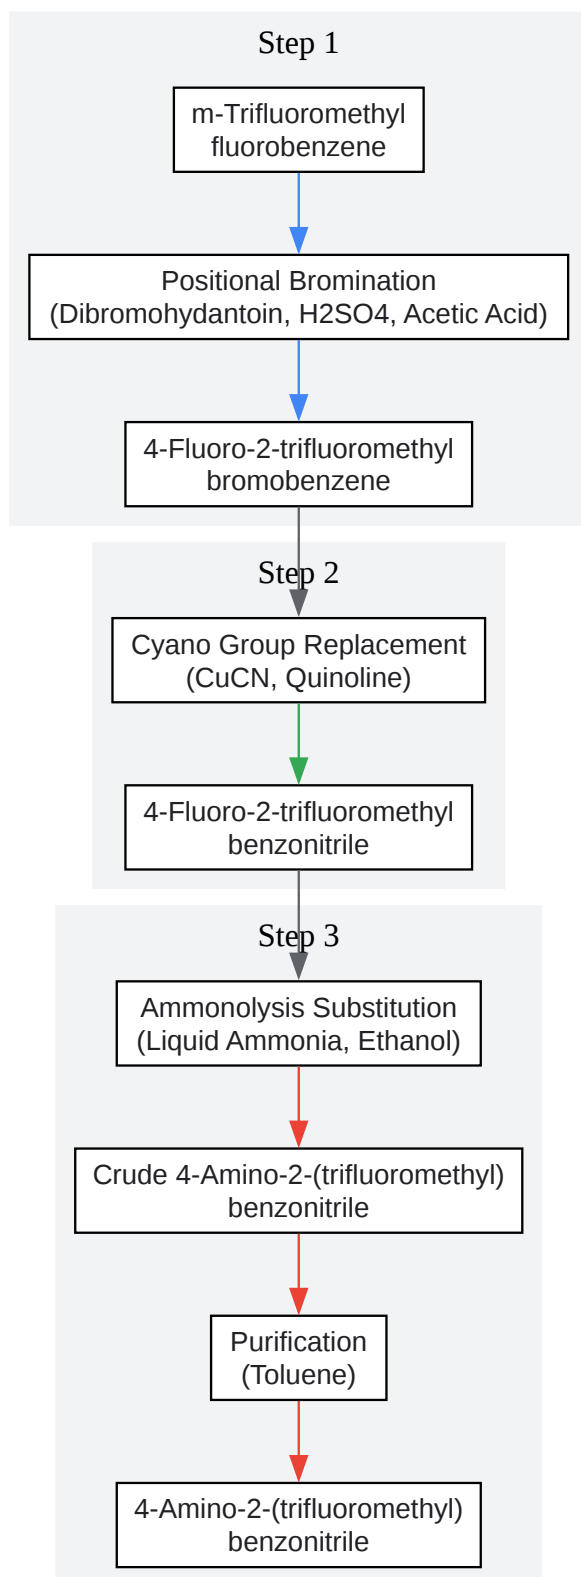 Step 1
m-Trifluoromethyl
fluorobenzene
Positional Bromination
(Dibromohydantoin, H2SO4, Acetic Acid)
4-Fluoro-2-trifluoromethyl
bromobenzene
Step 2
Cyano Group Replacement
(CuCN, Quinoline)
4-Fluoro-2-trifluoromethyl
benzonitrile
Step 3
Ammonolysis Substitution
(Liquid Ammonia, Ethanol)
Crude 4-Amino-2-(trifluoromethyl)
benzonitrile
Purification
(Toluene)
4-Amino-2-(trifluoromethyl)
benzonitrile